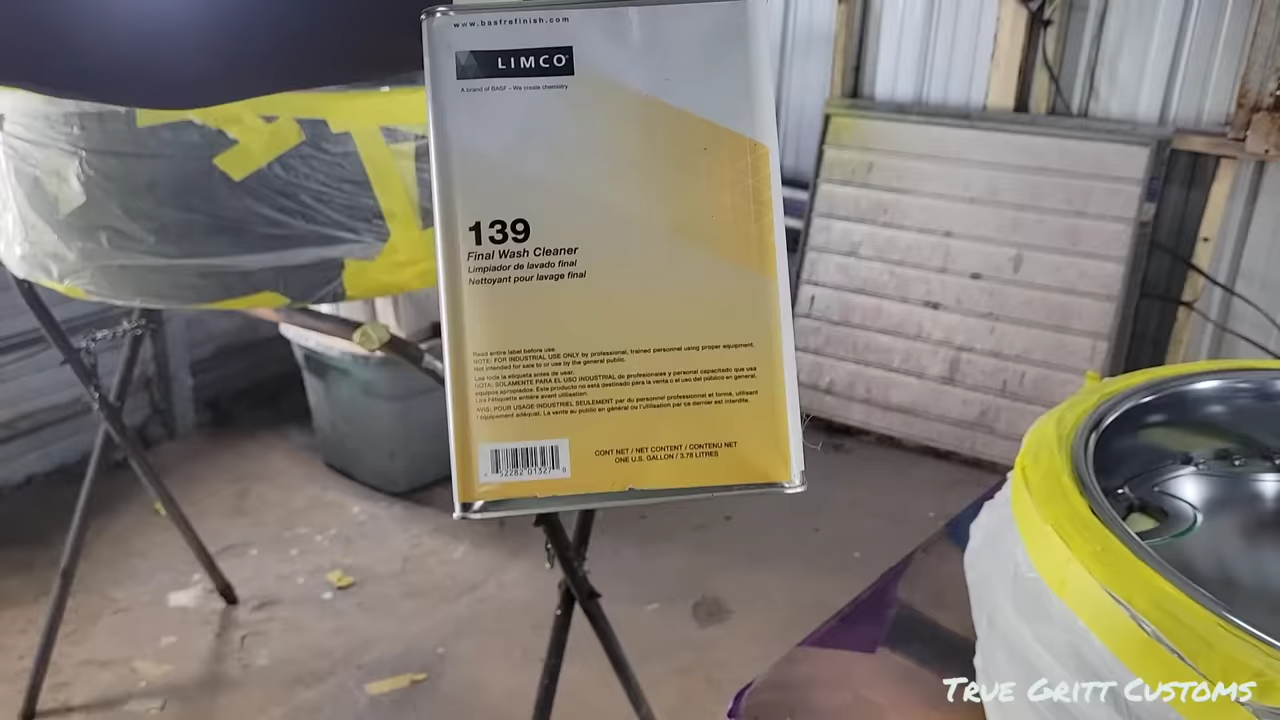 www.basfrefinish.com
LIMCO
A brand of BASF – We create chemistry
139
Final Wash Cleaner
Limpiador de lavado final
Nettoyant pour lavage final
Read entire label before use.
NOTE: FOR INDUSTRIAL USE ONLY by professional, trained personnel using proper equipment.
Not intended for sale to or use by the general public.
Lea toda la etiqueta antes de usar.
NOTA: SOLAMENTE PARA EL USO INDUSTRIAL de profesionales y personal capacitado que usa
equipos apropiados. Este producto no está destinado para la venta o el uso del público en general.
Lire l'étiquette entière avant utilisation.
AVIS: POUR USAGE INDUSTRIEL SEULEMENT par du personnel professionnel et formé, utilisant
l'équipement adéquat. La vente au public en général ou l'utilisation par ce dernier est interdite.
CONT NET / NET CONTENT / CONTENU NET
ONE U.S. GALLON / 3.78 LITRES
52282 01327
TRUE GRITT CUSTOMS